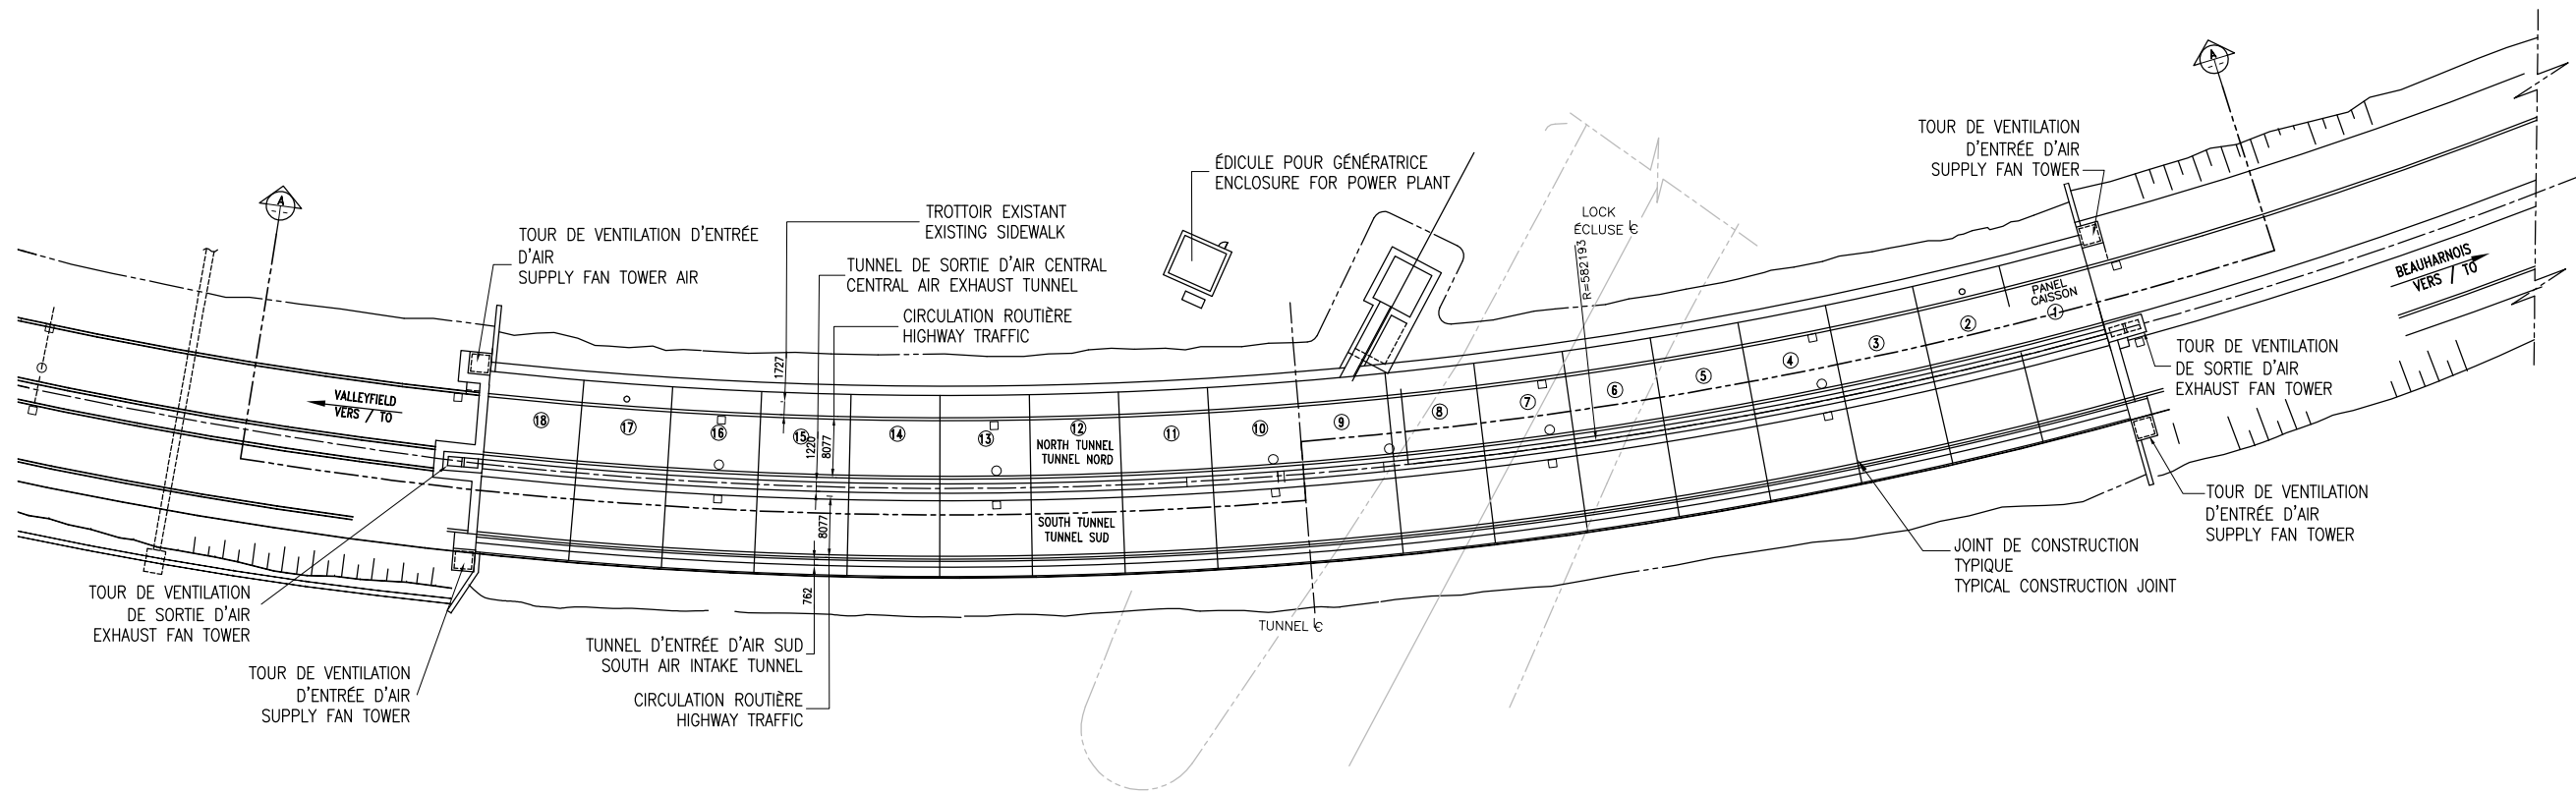 A
TOUR DE VENTILATION D'ENTRÉE
D'AIR
SUPPLY FAN TOWER AIR
TROTTOIR EXISTANT
EXISTING SIDEWALK
TUNNEL DE SORTIE D'AIR CENTRAL
CENTRAL AIR EXHAUST TUNNEL
CIRCULATION ROUTIÈRE
HIGHWAY TRAFFIC
ÉDICULE POUR GÉNÉRATRICE
ENCLOSURE FOR POWER PLANT
LOCK
ÉCLUSE ℄
R=582193
TOUR DE VENTILATION
D'ENTRÉE D'AIR
SUPPLY FAN TOWER
A
BEAUHARNOIS
VERS / TO
PANEL
CAISSON
VALLEYFIELD
VERS / TO
1727
1220
8077
8077
762
18
17
16
15
14
13
12
11
10
9
8
7
6
5
4
3
2
1
NORTH TUNNEL
TUNNEL NORD
SOUTH TUNNEL
TUNNEL SUD
TOUR DE VENTILATION
DE SORTIE D'AIR
EXHAUST FAN TOWER
TOUR DE VENTILATION
D'ENTRÉE D'AIR
SUPPLY FAN TOWER
JOINT DE CONSTRUCTION
TYPIQUE
TYPICAL CONSTRUCTION JOINT
TUNNEL ℄
TOUR DE VENTILATION
DE SORTIE D'AIR
EXHAUST FAN TOWER
TUNNEL D'ENTRÉE D'AIR SUD
SOUTH AIR INTAKE TUNNEL
TOUR DE VENTILATION
D'ENTRÉE D'AIR
SUPPLY FAN TOWER
CIRCULATION ROUTIÈRE
HIGHWAY TRAFFIC